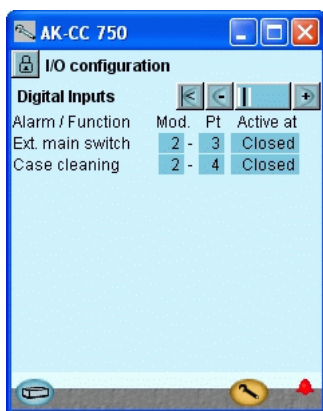 AK-CC 750
I/O configuration
Digital Inputs
Alarm / Function Mod. Pt Active at
Ext. main switch 2 - 3 Closed
Case cleaning 2 - 4 Closed